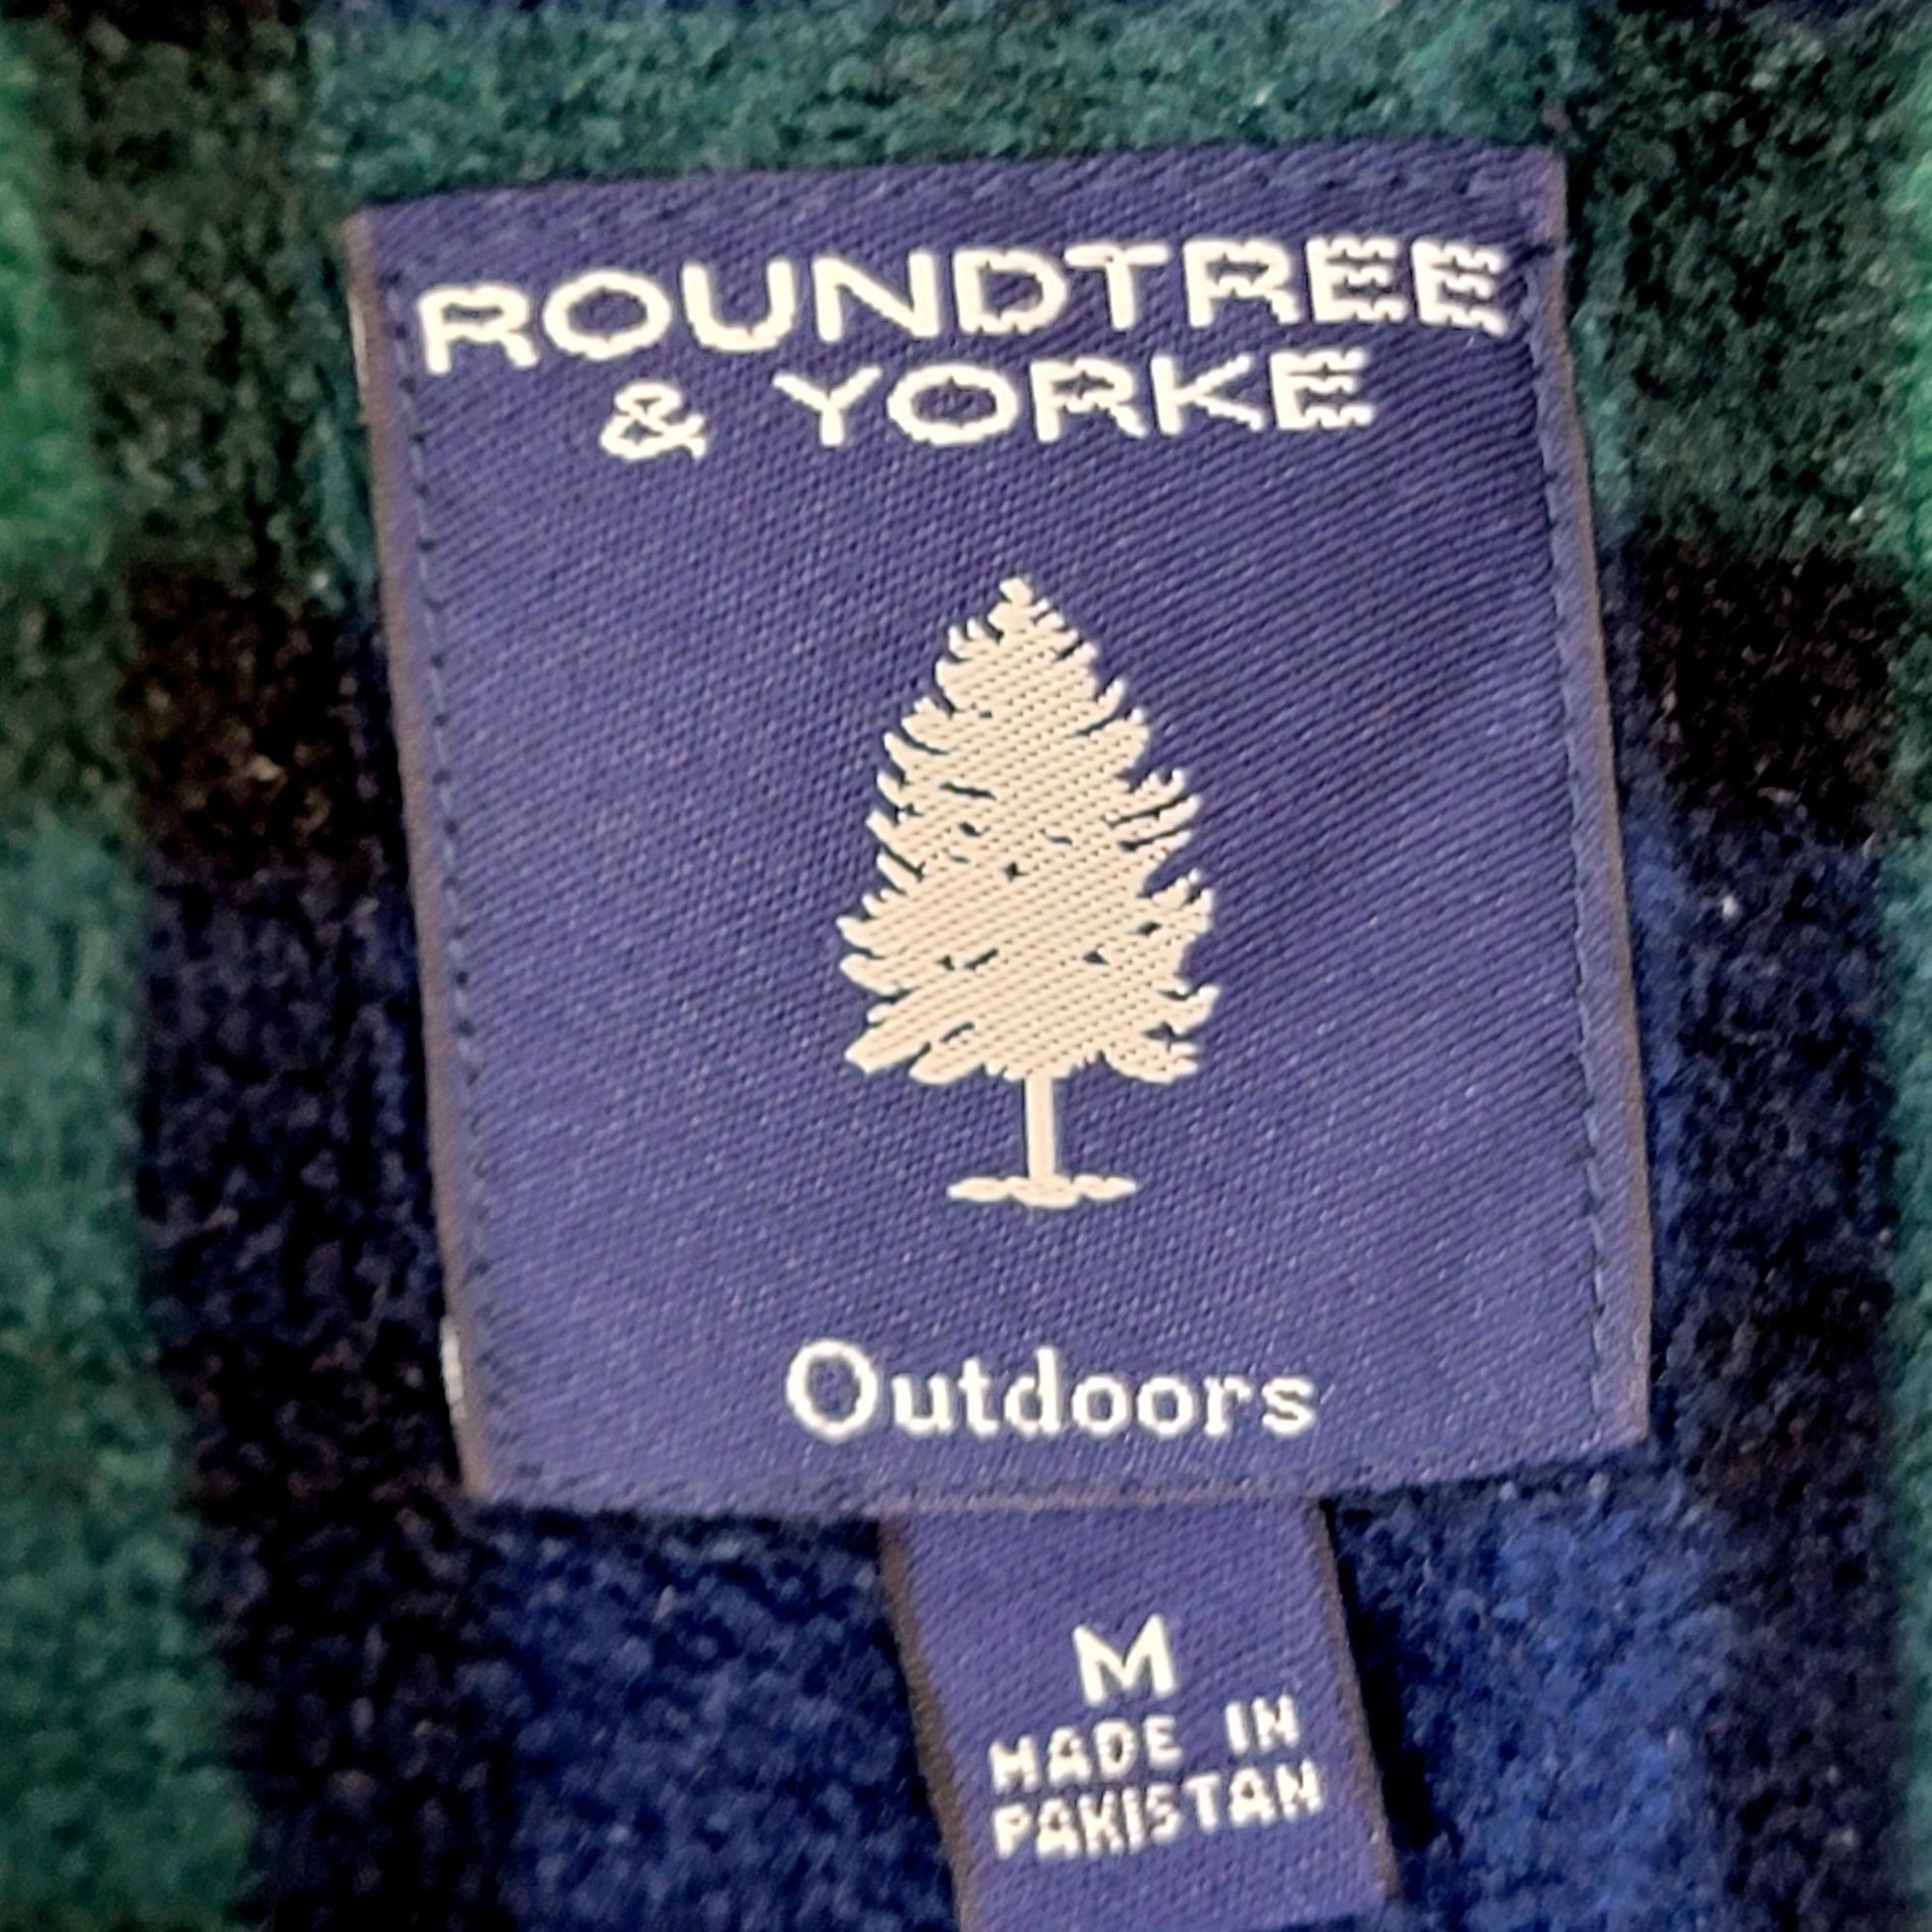 ROUNDTREE
& YORKE
Outdoors
M
MADE IN
PAKISTAN